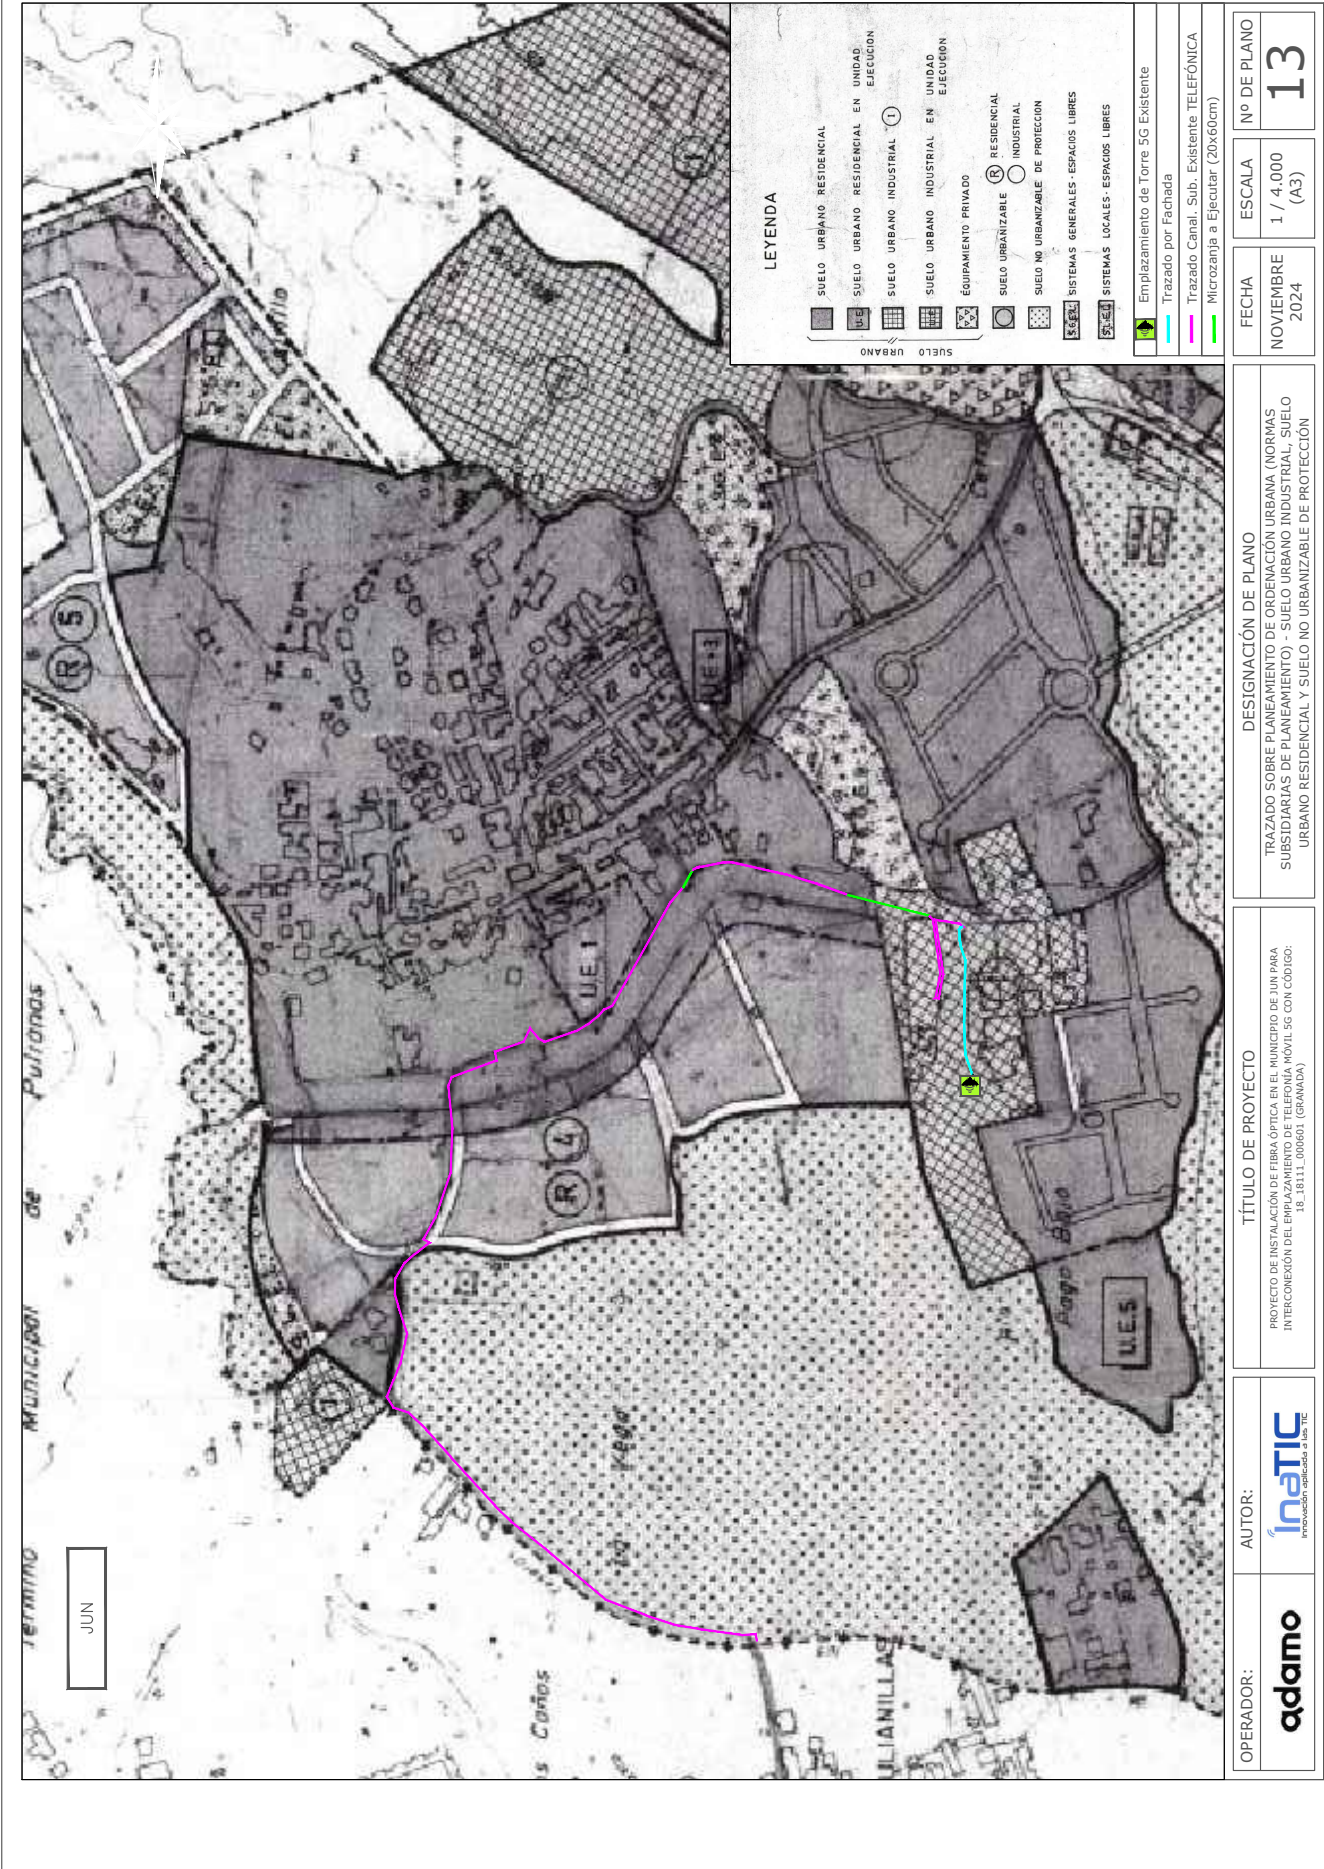 JUN
Termino
Municipal
de
Pulianas
R 5
R 4
U.E.1
U.E.3
U.E.5
I
La Vega
Pago
Bajo
Caños
LEYENDA
SUELO URBANO
SUELO URBANO RESIDENCIAL
U.E. SUELO URBANO RESIDENCIAL EN UNIDAD
EJECUCION
SUELO URBANO INDUSTRIAL I
U.E. SUELO URBANO INDUSTRIAL EN UNIDAD
EJECUCION
EQUIPAMIENTO PRIVADO
SUELO URBANIZABLE R RESIDENCIAL
INDUSTRIAL
SUELO NO URBANIZABLE DE PROTECCION
S.G.E.L. SISTEMAS GENERALES - ESPACIOS LIBRES
S.L.E.L. SISTEMAS LOCALES - ESPACIOS LIBRES
Emplazamiento de Torre 5G Existente
Trazado por Fachada
Trazado Canal. Sub. Existente TELEFÓNICA
Microzanja a Ejecutar (20x60cm)
OPERADOR:
adamo
AUTOR:
inaTIC
Innovación aplicada a las TIC
TÍTULO DE PROYECTO
PROYECTO DE INSTALACIÓN DE FIBRA ÓPTICA EN EL MUNICIPIO DE JUN PARA
INTERCONEXIÓN DEL EMPLAZAMIENTO DE TELEFONÍA MÓVIL 5G CON CÓDIGO:
18_18111_000601 (GRANADA)
DESIGNACIÓN DE PLANO
TRAZADO SOBRE PLANEAMIENTO DE ORDENACIÓN URBANA (NORMAS
SUBSIDIARIAS DE PLANEAMIENTO) - SUELO URBANO INDUSTRIAL, SUELO
URBANO RESIDENCIAL Y SUELO NO URBANIZABLE DE PROTECCIÓN
FECHA
NOVIEMBRE
2024
ESCALA
1 / 4.000
(A3)
Nº DE PLANO
13